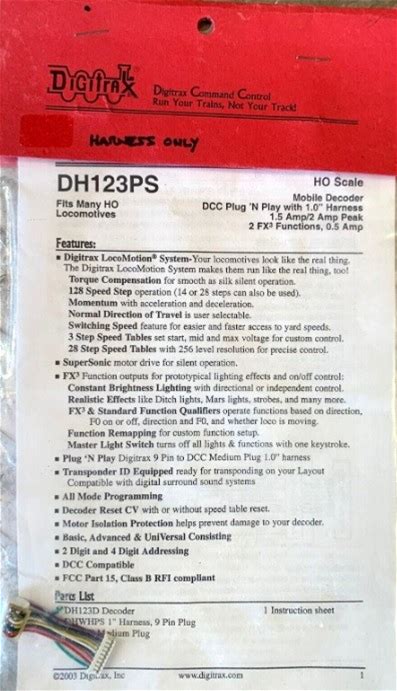 DIGITRAX ®
Digitrax Command Control
Run Your Trains, Not Your Track!
HARNESS ONLY
DH123PS
HO Scale
Fits Many HO
Locomotives
Mobile Decoder
DCC Plug 'N Play with 1.0" Harness
1.5 Amp/2 Amp Peak
2 FX³ Functions, 0.5 Amp
Features:
■ Digitrax LocoMotion® System-Your locomotives look like the real thing.
The Digitrax LocoMotion System makes them run like the real thing, too!
Torque Compensation for smooth as silk silent operation.
128 Speed Step operation (14 or 28 steps can also be used).
Momentum with acceleration and deceleration.
Normal Direction of Travel is user selectable.
Switching Speed feature for easier and faster access to yard speeds.
3 Step Speed Tables set start, mid and max voltage for custom control.
28 Step Speed Tables with 256 level resolution for precise control.
■ SuperSonic motor drive for silent operation.
■ FX³ Function outputs for prototypical lighting effects and on/off control:
Constant Brightness Lighting with directional or independent control.
Realistic Effects like Ditch lights, Mars lights, strobes, and many more.
FX³ & Standard Function Qualifiers operate functions based on direction,
F0 on or off, direction and F0, and whether loco is moving.
Function Remapping for custom function setup.
Master Light Switch turns off all lights & functions with one keystroke.
■ Plug 'N Play Digitrax 9 Pin to DCC Medium Plug 1.0" harness
■ Transponder ID Equipped ready for transponding on your Layout
Compatible with digital surround sound systems
■ All Mode Programming
■ Decoder Reset CV with or without speed table reset.
■ Motor Isolation Protection helps prevent damage to your decoder.
■ Basic, Advanced & UniVersal Consisting
■ 2 Digit and 4 Digit Addressing
■ DCC Compatible
■ FCC Part 15, Class B RFI compliant
Parts List
DH123D Decoder
1 Instruction sheet
DHWHPS 1" Harness, 9 Pin Plug
Medium Plug
©2003 Digitrax, Inc
www.digitrax.com
1